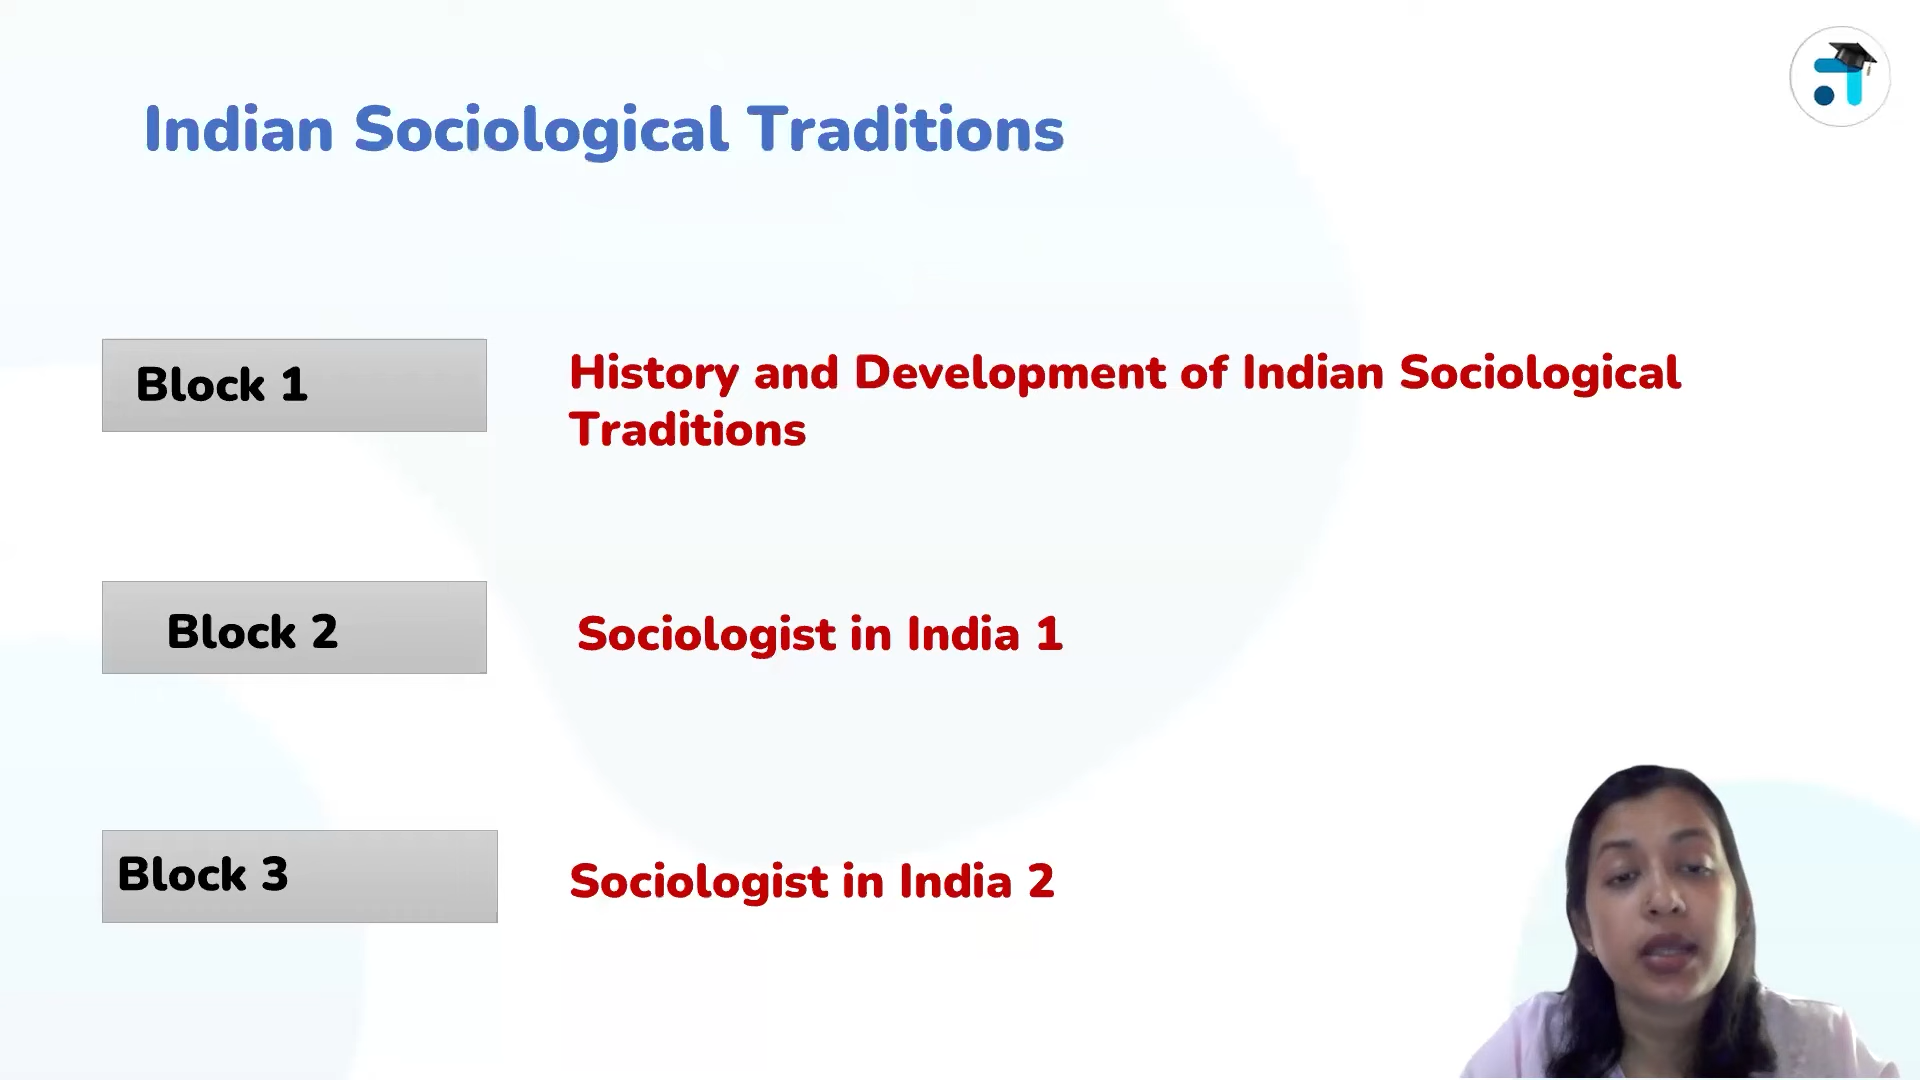 Indian Sociological Traditions
Block 1
History and Development of Indian Sociological
Traditions
Block 2
Sociologist in India 1
Block 3
Sociologist in India 2